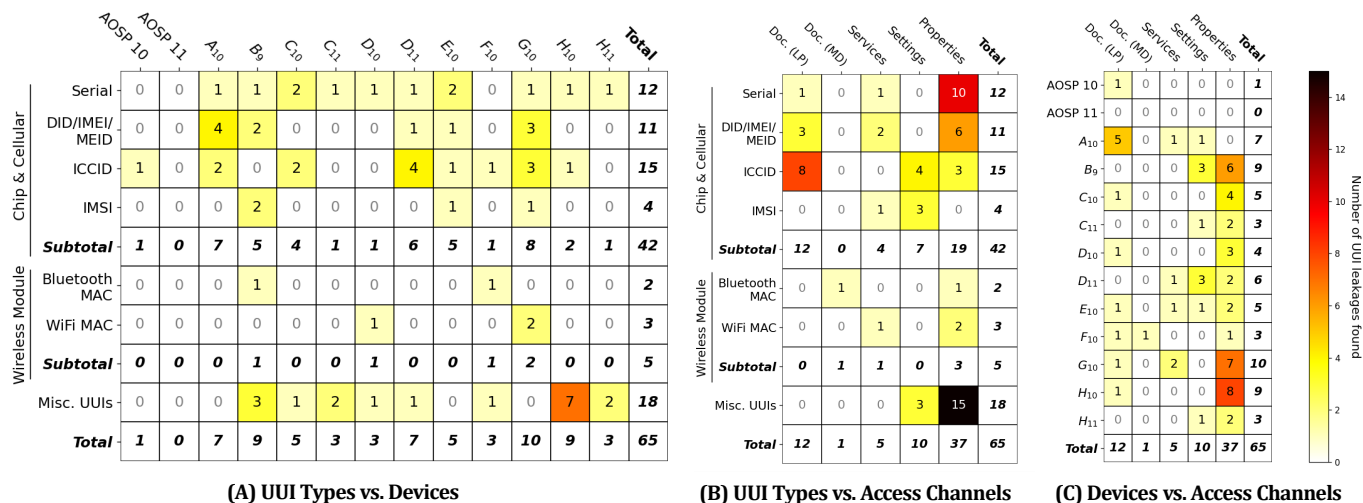 AOSP 10 AOSP 11 A10 B9 C10 C11 D10 D11 E10 F10 G10 H10 H11 Total
Chip & Cellular
Serial 0 0 1 1 2 1 1 1 2 0 1 1 1 12
DID/IMEI/
MEID 0 0 4 2 0 0 0 1 1 0 3 0 0 11
ICCID 1 0 2 0 2 0 0 4 1 1 3 1 0 15
IMSI 0 0 0 2 0 0 0 0 1 0 1 0 0 4
Subtotal 1 0 7 5 4 1 1 6 5 1 8 2 1 42
Wireless Module
Bluetooth
MAC 0 0 0 1 0 0 0 0 0 1 0 0 0 2
WiFi MAC 0 0 0 0 0 0 1 0 0 0 2 0 0 3
Subtotal 0 0 0 1 0 0 1 0 0 1 2 0 0 5
Misc. UUIs 0 0 0 3 1 2 1 1 0 1 0 7 2 18
Total 1 0 7 9 5 3 3 7 5 3 10 9 3 65
(A) UUI Types vs. Devices
Doc. (LP) Doc. (MD) Services Settings Properties Total
Chip & Cellular
Serial 1 0 1 0 10 12
DID/IMEI/
MEID 3 0 2 0 6 11
ICCID 8 0 0 4 3 15
IMSI 0 0 1 3 0 4
Subtotal 12 0 4 7 19 42
Wireless Module
Bluetooth
MAC 0 1 0 0 1 2
WiFi MAC 0 0 1 0 2 3
Subtotal 0 1 1 0 3 5
Misc. UUIs 0 0 0 3 15 18
Total 12 1 5 10 37 65
(B) UUI Types vs. Access Channels
Doc. (LP) Doc. (MD) Services Settings Properties Total
AOSP 10 1 0 0 0 0 1
AOSP 11 0 0 0 0 0 0
A10 5 0 1 1 0 7
B9 0 0 0 3 6 9
C10 1 0 0 0 4 5
C11 0 0 0 1 2 3
D10 1 0 0 0 3 4
D11 0 0 1 3 2 6
E10 1 0 1 1 2 5
F10 1 1 0 0 1 3
G10 1 0 2 0 7 10
H10 1 0 0 0 8 9
H11 0 0 0 1 2 3
Total 12 1 5 10 37 65
(C) Devices vs. Access Channels
14
12
10
8
6
4
2
0
Number of UUI leakages found